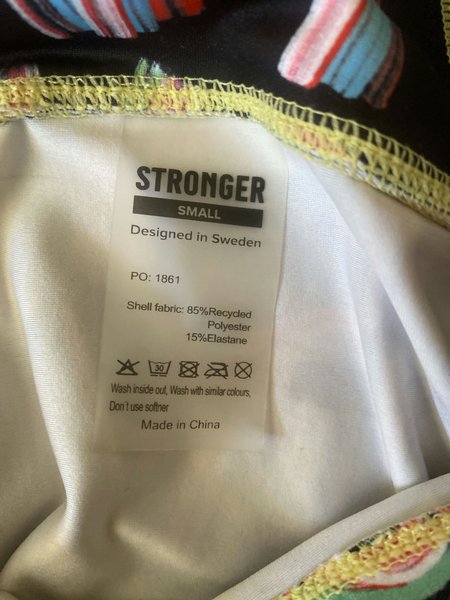 STRONGER
SMALL
Designed in Sweden
PO: 1861
Shell fabric: 85%Recycled
Polyester
15%Elastane
30
Wash inside out, Wash with similar colours,
Don`t use softner
Made in China